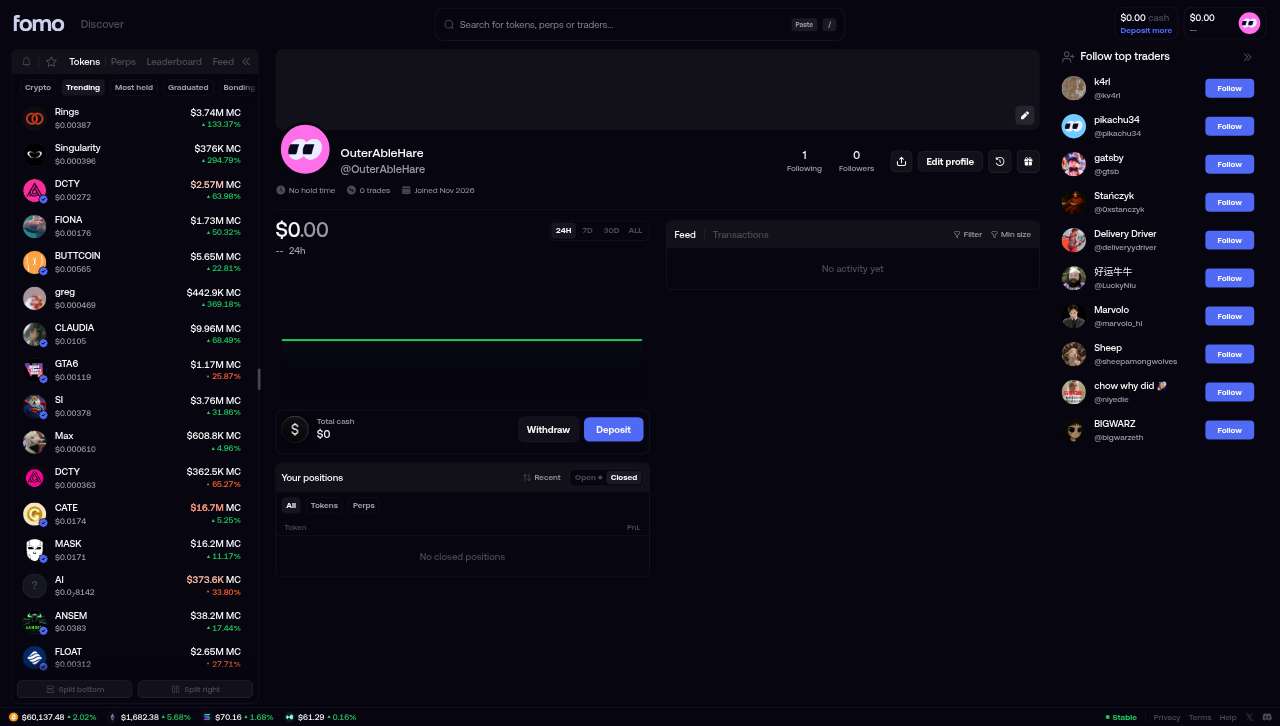 fomo
Discover
Search for tokens, perps or traders...
Paste
/
$0.00 cash
Deposit more
$0.00
—
Tokens Perps Leaderboard Feed
Crypto Trending Most held Graduated Bonding
Rings $3.74M MC
$0.00387 133.37%
Singularity $376K MC
$0.000396 294.79%
DCTY $2.57M MC
$0.00272 63.98%
FIONA $1.73M MC
$0.00176 50.32%
BUTTCOIN $5.65M MC
$0.00565 22.81%
greg $442.9K MC
$0.000469 369.18%
CLAUDIA $9.96M MC
$0.0105 68.49%
GTA6 $1.17M MC
$0.00119 25.87%
SI $3.76M MC
$0.00378 31.86%
Max $608.8K MC
$0.000610 4.96%
DCTY $362.5K MC
$0.000363 65.27%
CATE $16.7M MC
$0.0174 5.25%
MASK $16.2M MC
$0.0171 11.17%
? AI $373.6K MC
$0.0₇8142 33.80%
ANSEM $38.2M MC
$0.0383 17.44%
FLOAT $2.65M MC
$0.00312 27.71%
Split bottom Split right
OuterAbleHare
@OuterAbleHare
1 Following
0 Followers
Edit profile
No hold time 0 trades Joined Nov 2026
$0.00
-- 24h
24H 7D 30D ALL
$ Total cash
$0
Withdraw Deposit
Your positions Recent Open Closed
All Tokens Perps
Token PnL
No closed positions
Feed Transactions Filter Min size
No activity yet
Follow top traders
k4rl
@kv4rl
Follow
pikachu34
@pikachu34
Follow
gatsby
@gtsb
Follow
Stańczyk
@0xstanczyk
Follow
Delivery Driver
@deliveryydriver
Follow
好运牛牛
@LuckyNiu
Follow
Marvolo
@marvolo_hl
Follow
Sheep
@sheepamongwolves
Follow
chow why did
@niyedie
Follow
BIGWARZ
@bigwarzeth
Follow
$60,137.48 2.02% $1,682.38 5.68% $70.16 1.68% $61.29 0.16%
Stable Privacy Terms Help